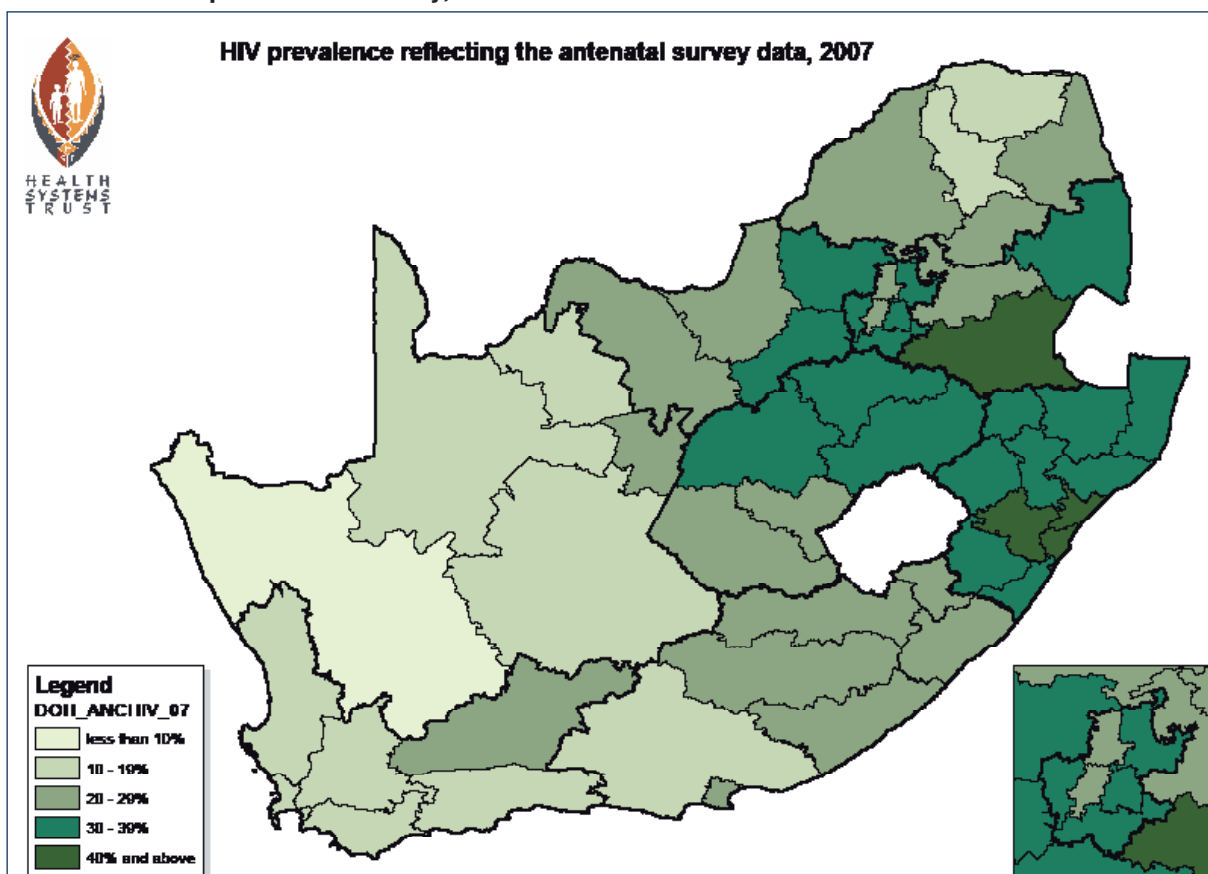 HIV prevalence reflecting the antenatal survey data, 2007
HEALTH
SYSTEMS
TRUST
Legend
DOH_ANCHIV_07
less than 10%
10 - 19%
20 - 29%
30 - 39%
40% and above